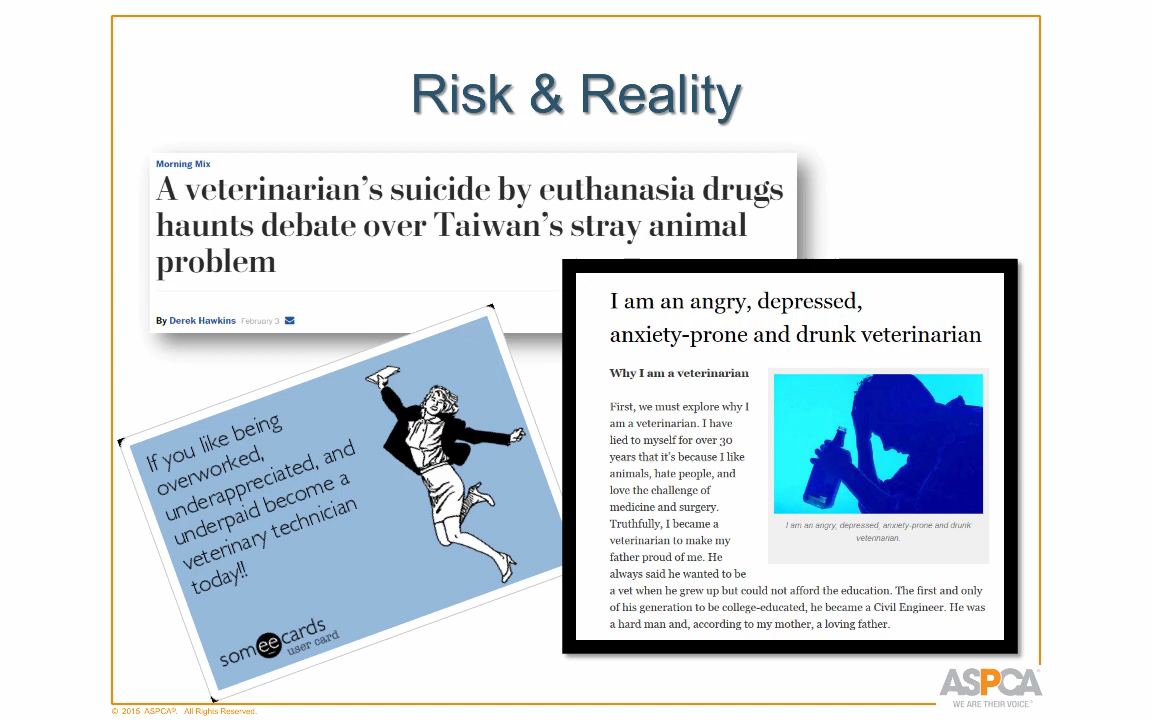 Risk & Reality
Morning Mix
A veterinarian's suicide by euthanasia drugs
haunts debate over Taiwan's stray animal
problem
By Derek Hawkins February 3
If you like being
overworked,
underappreciated, and
underpaid become a
veterinary technician
today!!
somee cards
user card
I am an angry, depressed,
anxiety-prone and drunk veterinarian
Why I am a veterinarian
First, we must explore why I
am a veterinarian. I have
lied to myself for over 30
years that it's because I like
animals, hate people, and
love the challenge of
medicine and surgery.
Truthfully, I became a
veterinarian to make my
father proud of me. He
always said he wanted to be
a vet when he grew up but could not afford the education. The first and only
of his generation to be college-educated, he became a Civil Engineer. He was
a hard man and, according to my mother, a loving father.
I am an angry, depressed, anxiety-prone and drunk
veterinarian.
ASPCA®
WE ARE THEIR VOICE.®
© 2015 ASPCA®. All Rights Reserved.